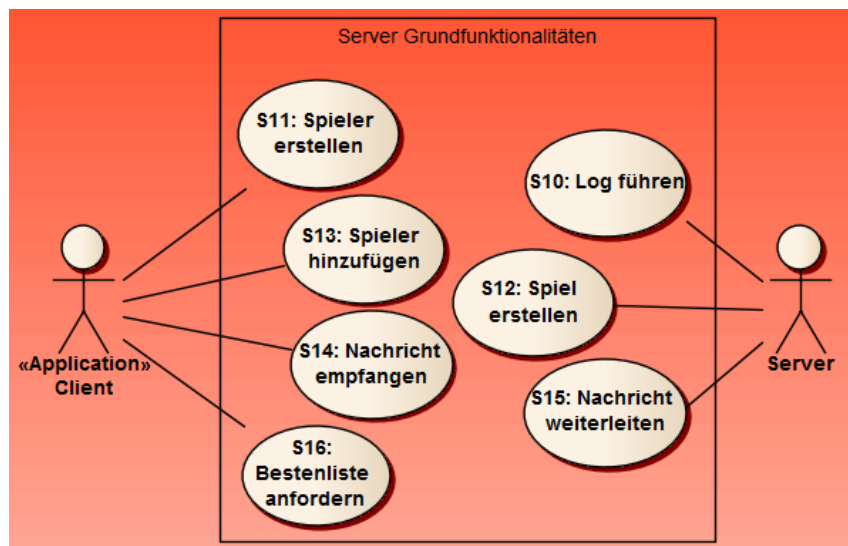 Server Grundfunktionalitäten
S11: Spieler
erstellen
S10: Log führen
S13: Spieler
hinzufügen
S12: Spiel
erstellen
S14: Nachricht
empfangen
«Application»
Client
Server
S15: Nachricht
weiterleiten
S16:
Bestenliste
anfordern